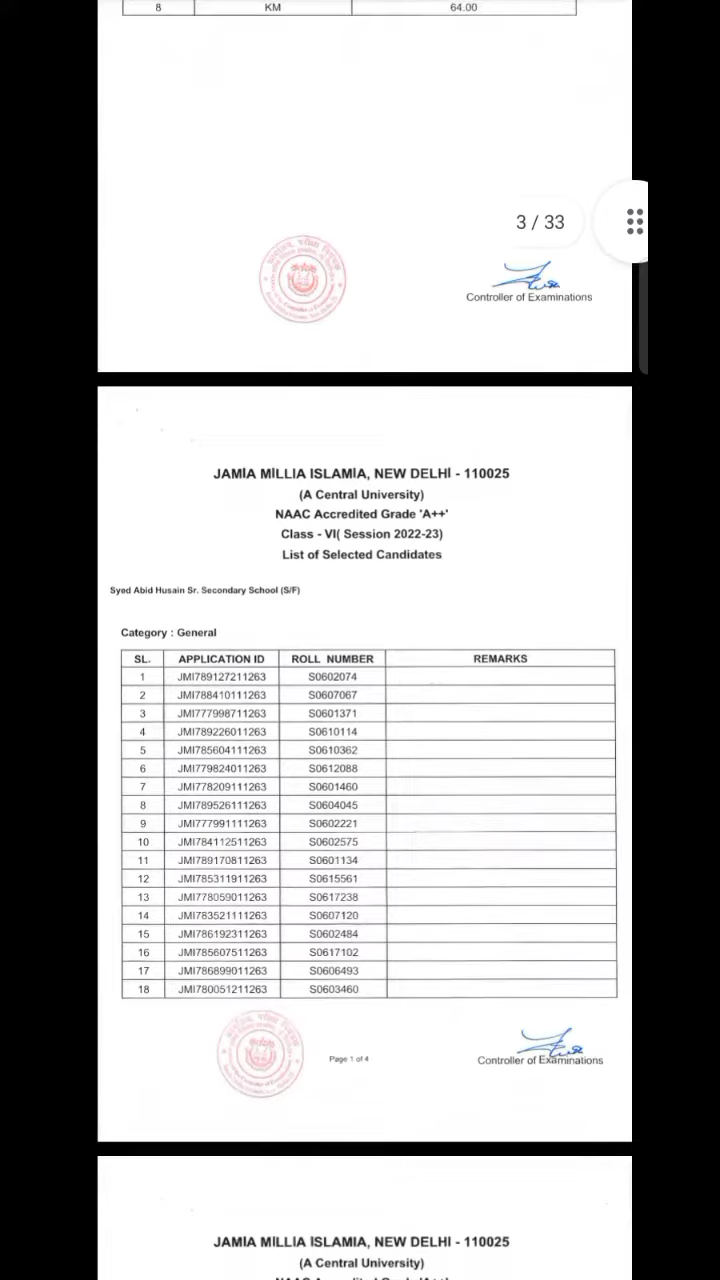 8 KM 64.00
3 / 33
Controller of Examinations
JAMIA MILLIA ISLAMIA, NEW DELHI - 110025
(A Central University)
NAAC Accredited Grade 'A++'
Class - VI( Session 2022-23)
List of Selected Candidates
Syed Abid Husain Sr. Secondary School (S/F)
Category : General
SL. APPLICATION ID ROLL NUMBER REMARKS
1 JMI789127211263 S0602074
2 JMI788410111263 S0607067
3 JMI777998711263 S0601371
4 JMI789226011263 S0610114
5 JMI785604111263 S0610362
6 JMI779824011263 S0612088
7 JMI778209111263 S0601460
8 JMI789526111263 S0604045
9 JMI777991111263 S0602221
10 JMI784112511263 S0602575
11 JMI789170811263 S0601134
12 JMI785311911263 S0615561
13 JMI778059011263 S0617238
14 JMI783521111263 S0607120
15 JMI786192311263 S0602484
16 JMI785607511263 S0617102
17 JMI786899011263 S0606493
18 JMI780051211263 S0603460
Page 1 of 4
Controller of Examinations
JAMIA MILLIA ISLAMIA, NEW DELHI - 110025
(A Central University)